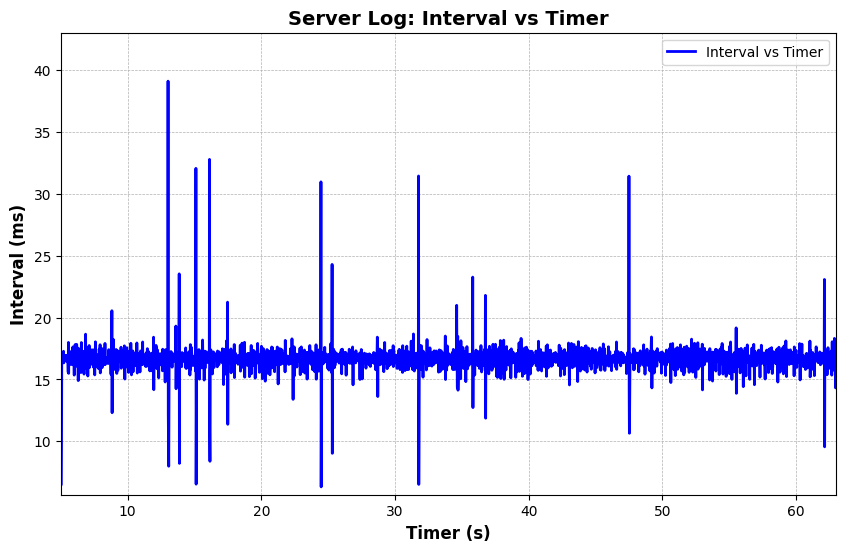 Server Log: Interval vs Timer
Interval vs Timer
Interval (ms)
40
35
30
25
20
15
10
10 20 30 40 50 60
Timer (s)